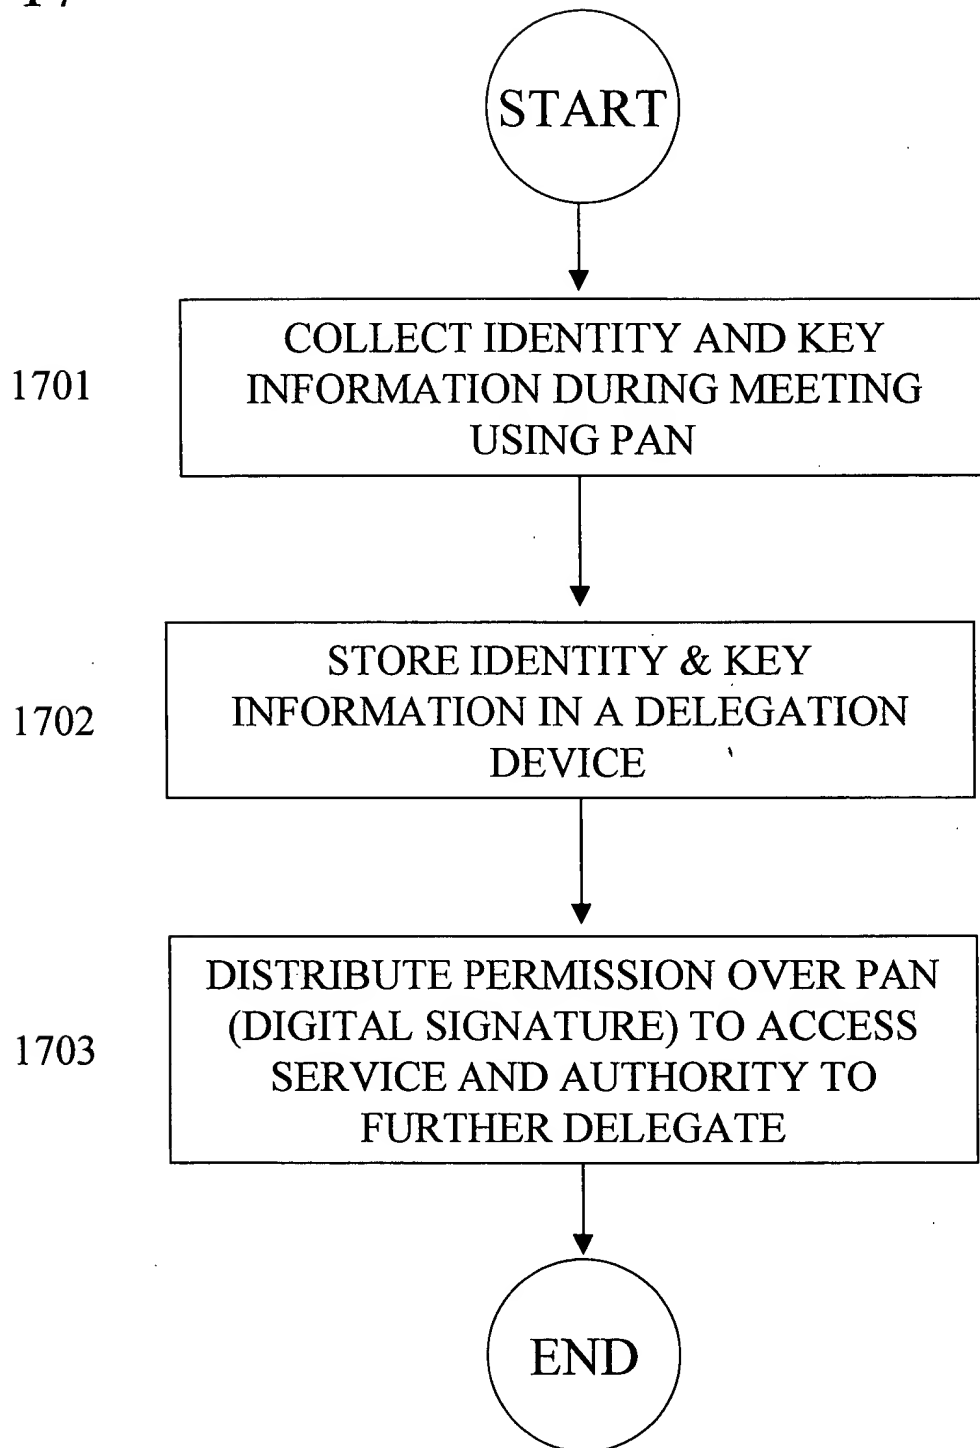 17
START
1701
COLLECT IDENTITY AND KEY
INFORMATION DURING MEETING
USING PAN
1702
STORE IDENTITY & KEY
INFORMATION IN A DELEGATION
DEVICE
1703
DISTRIBUTE PERMISSION OVER PAN
(DIGITAL SIGNATURE) TO ACCESS
SERVICE AND AUTHORITY TO
FURTHER DELEGATE
END